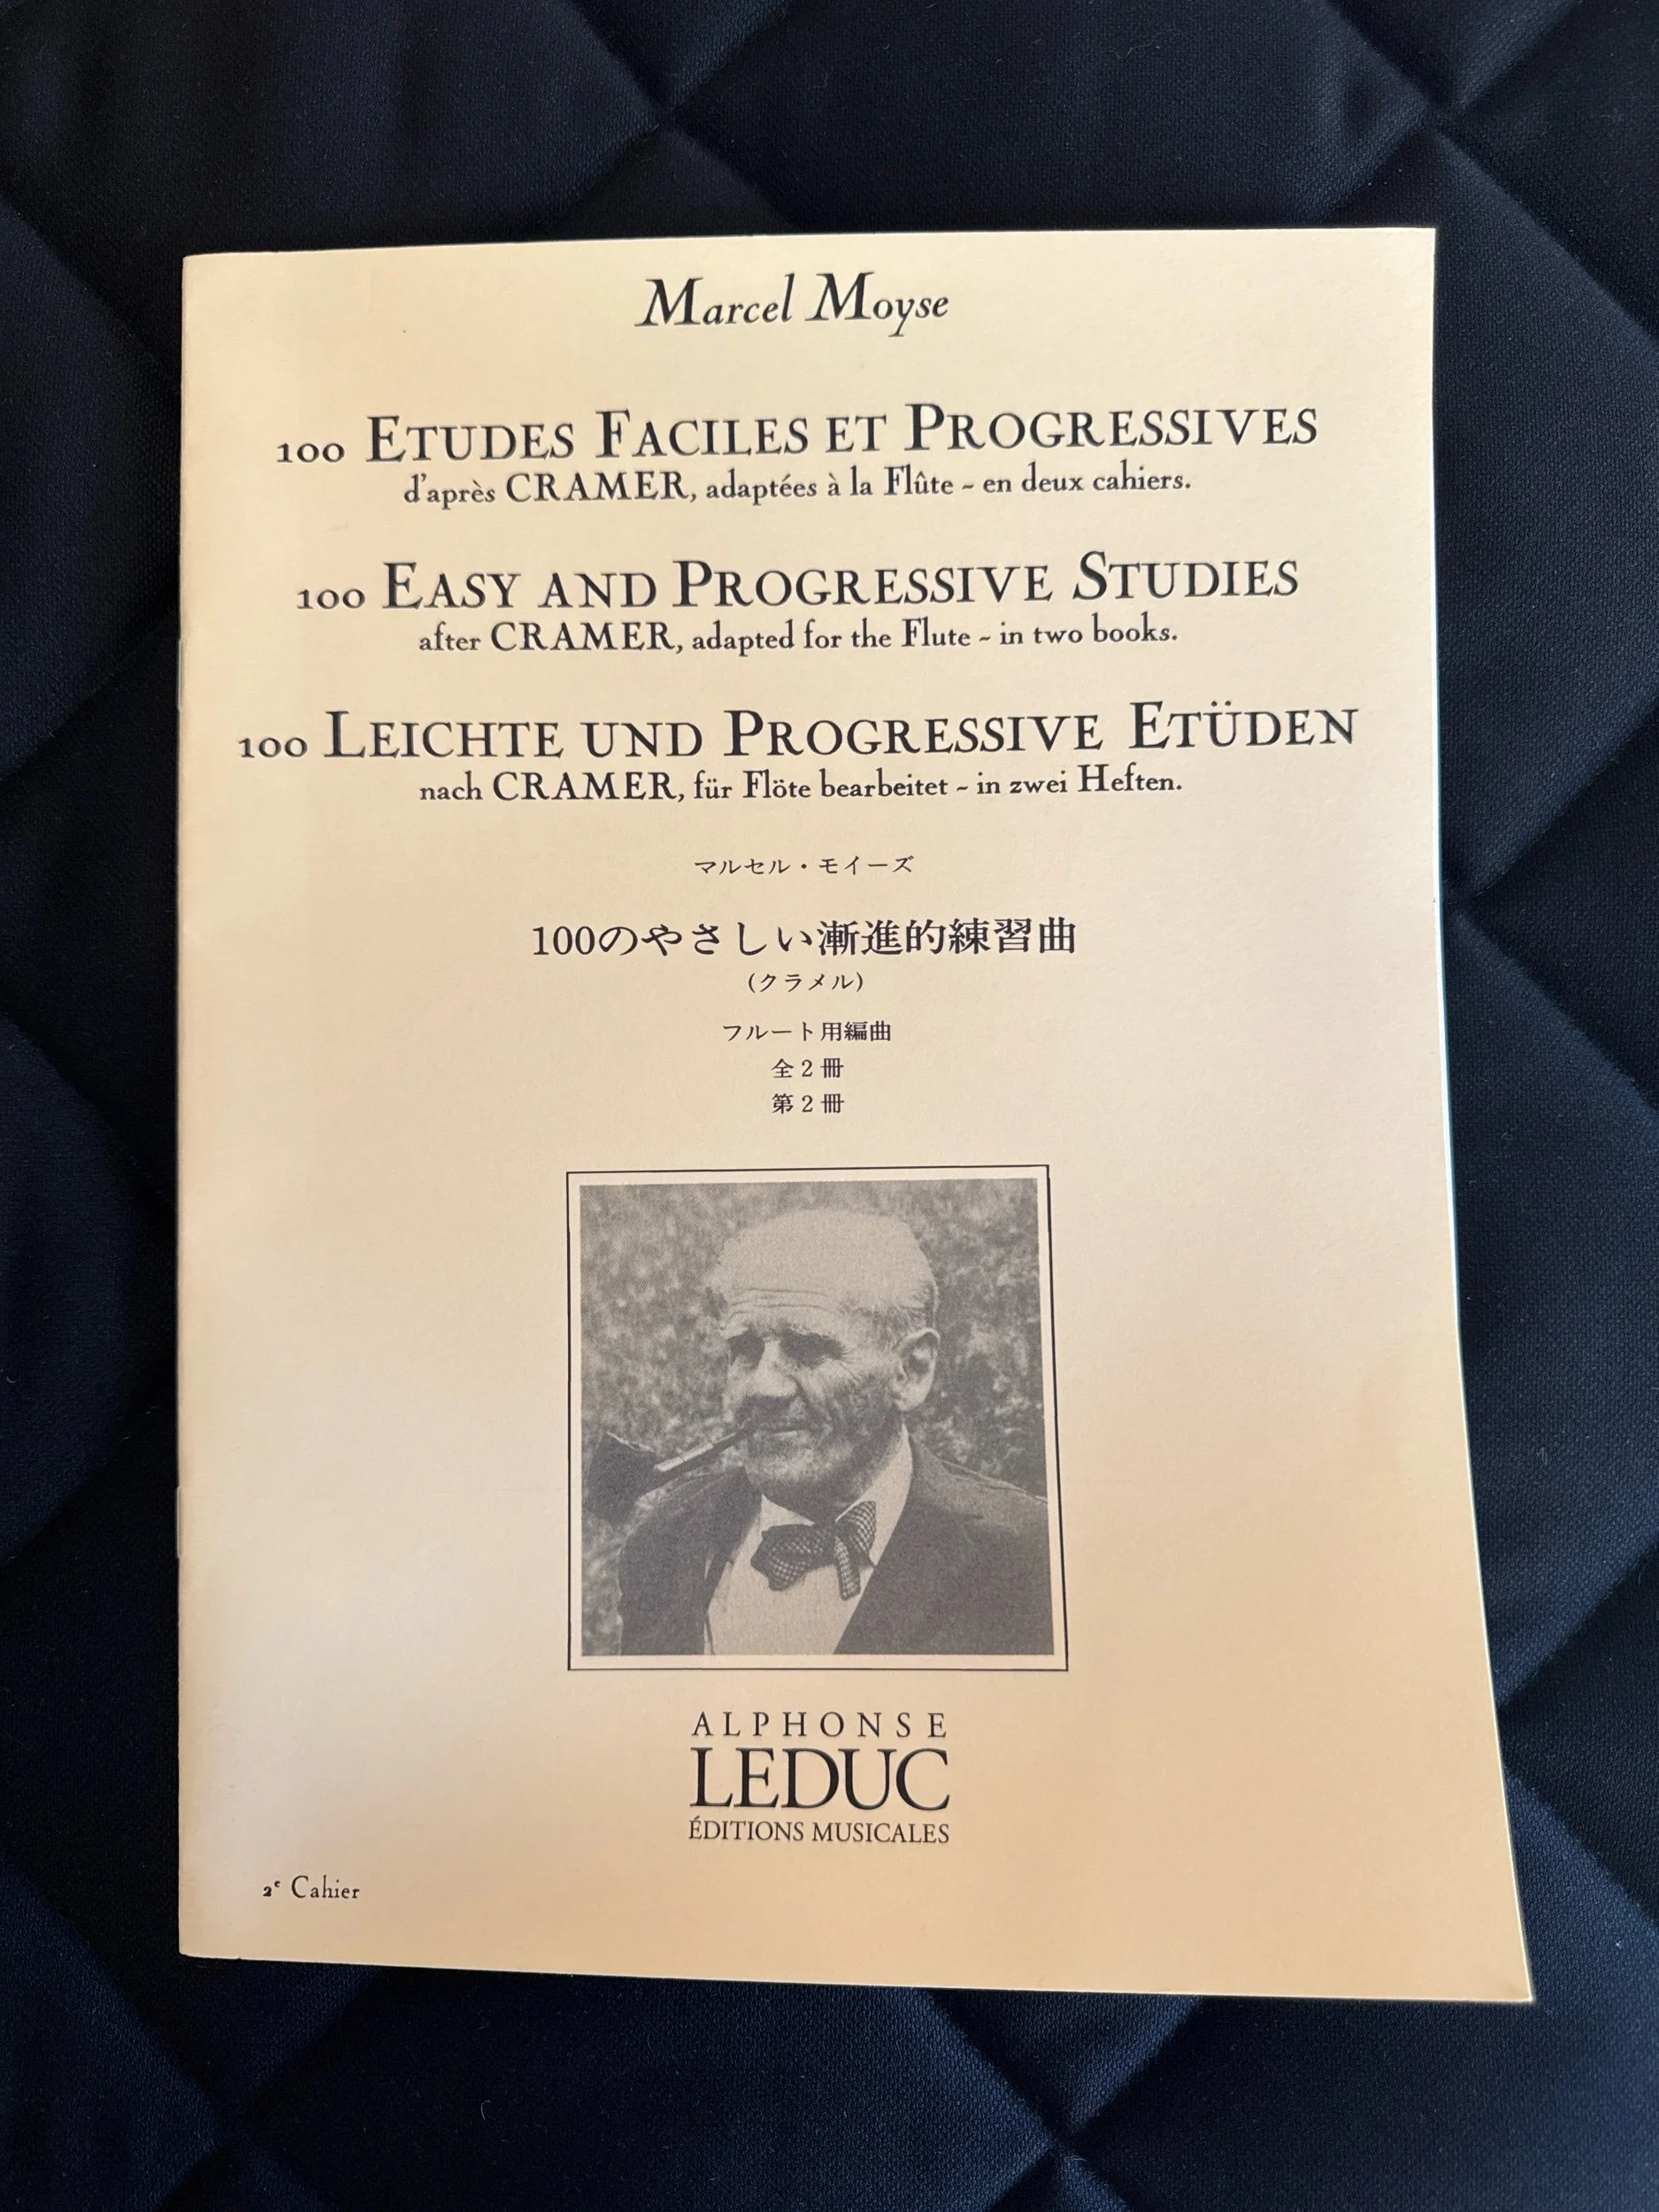 Marcel Moyse
100 ETUDES FACILES ET PROGRESSIVES
d'après CRAMER, adaptées à la Flûte - en deux cahiers.
100 EASY AND PROGRESSIVE STUDIES
after CRAMER, adapted for the Flute - in two books.
100 LEICHTE UND PROGRESSIVE ETÜDEN
nach CRAMER, für Flöte bearbeitet - in zwei Heften.
マルセル・モイーズ
100のやさしい漸進的練習曲
(クラメル)
フルート用編曲
全2冊
第2冊
ALPHONSE
LEDUC
ÉDITIONS MUSICALES
2e Cahier